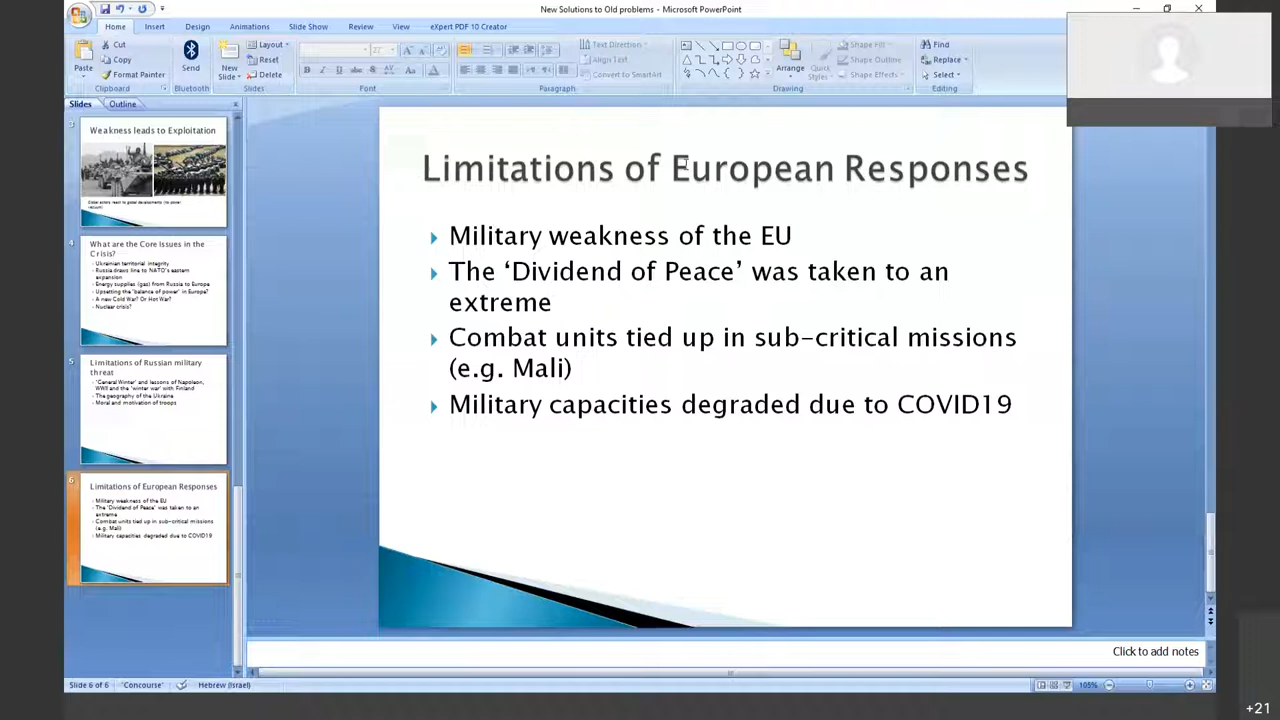 New Solutions to Old problems - Microsoft PowerPoint
Home Insert Design Animations Slide Show Review View eXpert PDF 10 Creator
Paste
Cut
Copy
Format Painter
Clipboard
Send
Bluetooth
New
Slide
Layout
Reset
Delete
Slides
Font
Text Direction
Align Text
Convert to SmartArt
Paragraph
Arrange
Quick
Styles
Shape Fill
Shape Effects
Drawing
Find
Replace
Select
Editing
Slides Outline
Weakness leads to Exploitation
4
What are the Core Issues in the
Crisis?
Ukrainian territorial integrity
Russia draws line to NATO's eastern
expansion
Energy supplies (gas) from Russia to Europe
Upsetting the 'balance of power' in Europe?
A new Cold War? Or Hot War?
Nuclear crisis?
5
Limitations of Russian military
threat
'General Winter' and lessons of Napoleon,
WWII and the 'winter war' with Finland
The geography of the Ukraine
Moral and motivation of troops
6
Limitations of European Responses
Military weakness of the EU
The 'Dividend of Peace' was taken to an
extreme
Combat units tied up in sub-critical missions
(e.g. Mali)
Military capacities degraded due to COVID19
Limitations of European Responses
Military weakness of the EU
The ‘Dividend of Peace’ was taken to an
extreme
Combat units tied up in sub-critical missions
(e.g. Mali)
Military capacities degraded due to COVID19
Click to add notes
Slide 6 of 6 'Concourse' Hebrew (Israel) 105%
+21